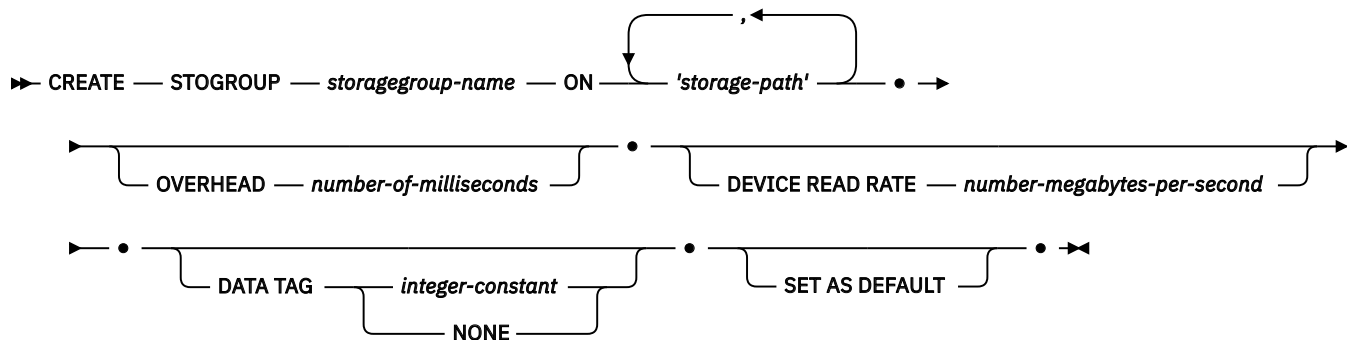 ,
CREATE STOGROUP storagegroup-name ON 'storage-path'
OVERHEAD number-of-milliseconds DEVICE READ RATE number-megabytes-per-second
DATA TAG integer-constant SET AS DEFAULT
NONE